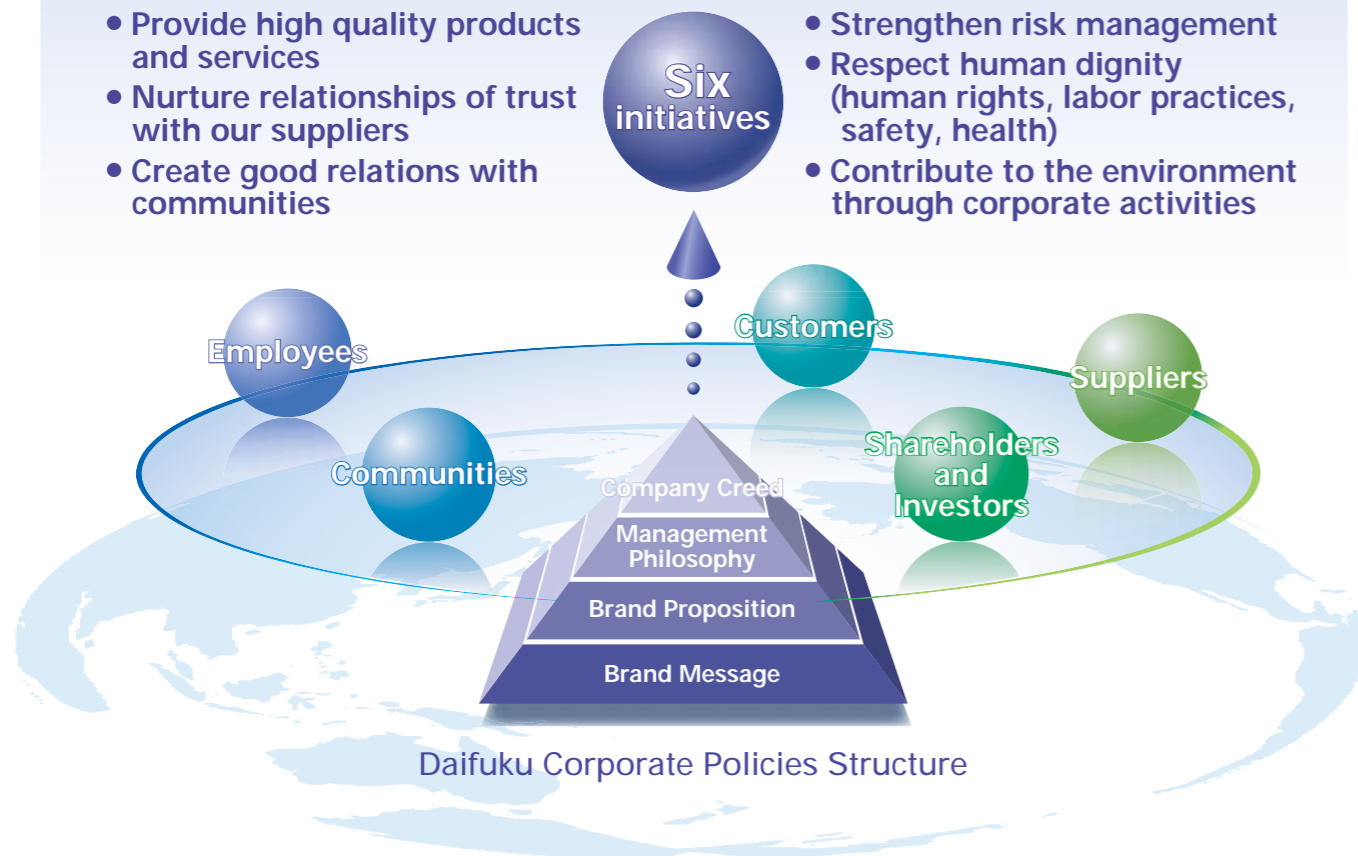 • Provide high quality products
and services
• Nurture relationships of trust
with our suppliers
• Create good relations with
communities
Six
initiatives
• Strengthen risk management
• Respect human dignity
(human rights, labor practices,
safety, health)
• Contribute to the environment
through corporate activities
Employees
Customers
Suppliers
Communities
Shareholders
and
Investors
Company Creed
Management
Philosophy
Brand Proposition
Brand Message
Daifuku Corporate Policies Structure